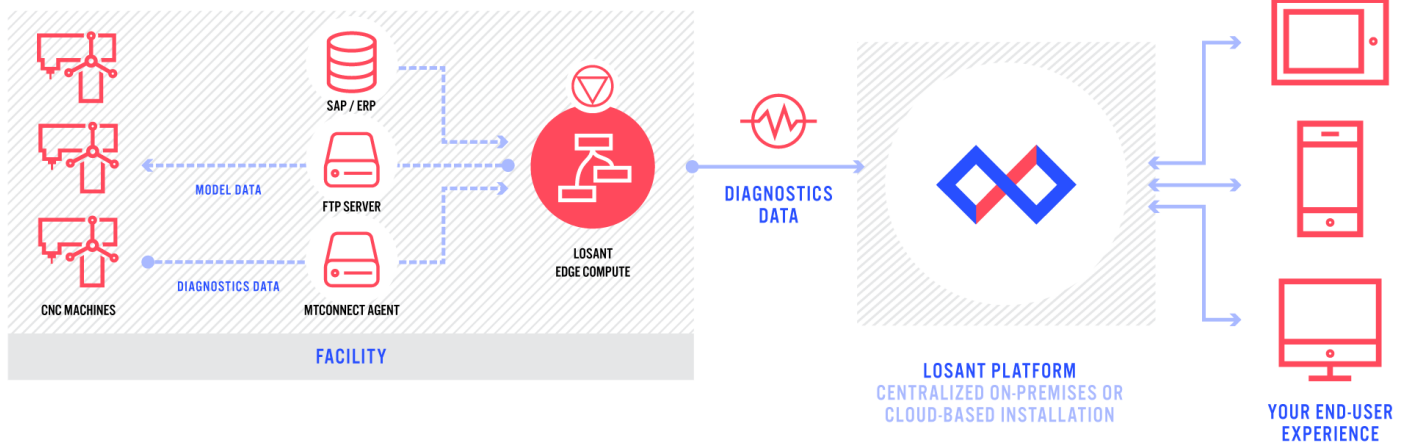 SAP / ERP
MODEL DATA
FTP SERVER
DIAGNOSTICS DATA
CNC MACHINES
MTCONNECT AGENT
LOSANT
EDGE COMPUTE
FACILITY
DIAGNOSTICS
DATA
LOSANT PLATFORM
CENTRALIZED ON-PREMISES OR
CLOUD-BASED INSTALLATION
YOUR END-USER
EXPERIENCE